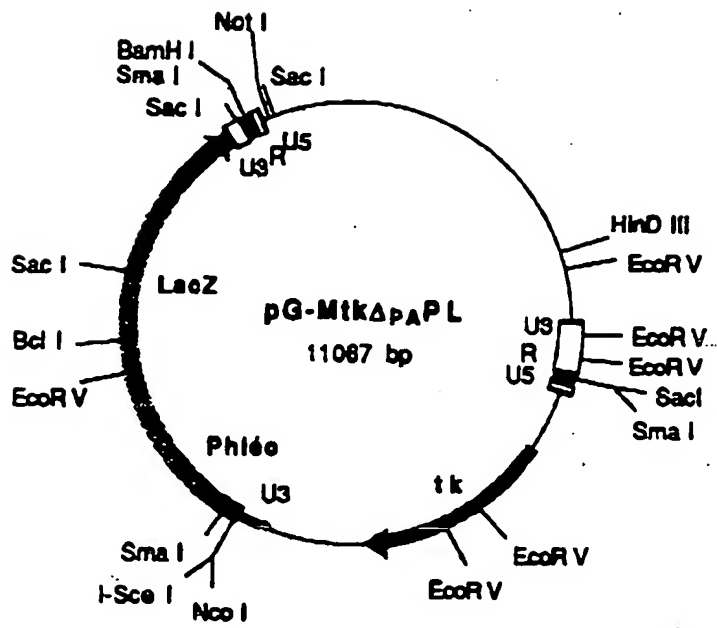 Not I
BamH I
Sma I
Sac I
Sac I
U3
R
U5
HinD III
EcoR V
Sac I
LacZ
pG-MtkΔPAPL
11067 bp
U3
R
U5
EcoR V
EcoR V
SacI
Sma I
Bcl I
EcoR V
Phléo
U3
tk
Sma I
I-Sce I
Nco I
EcoR V
EcoR V